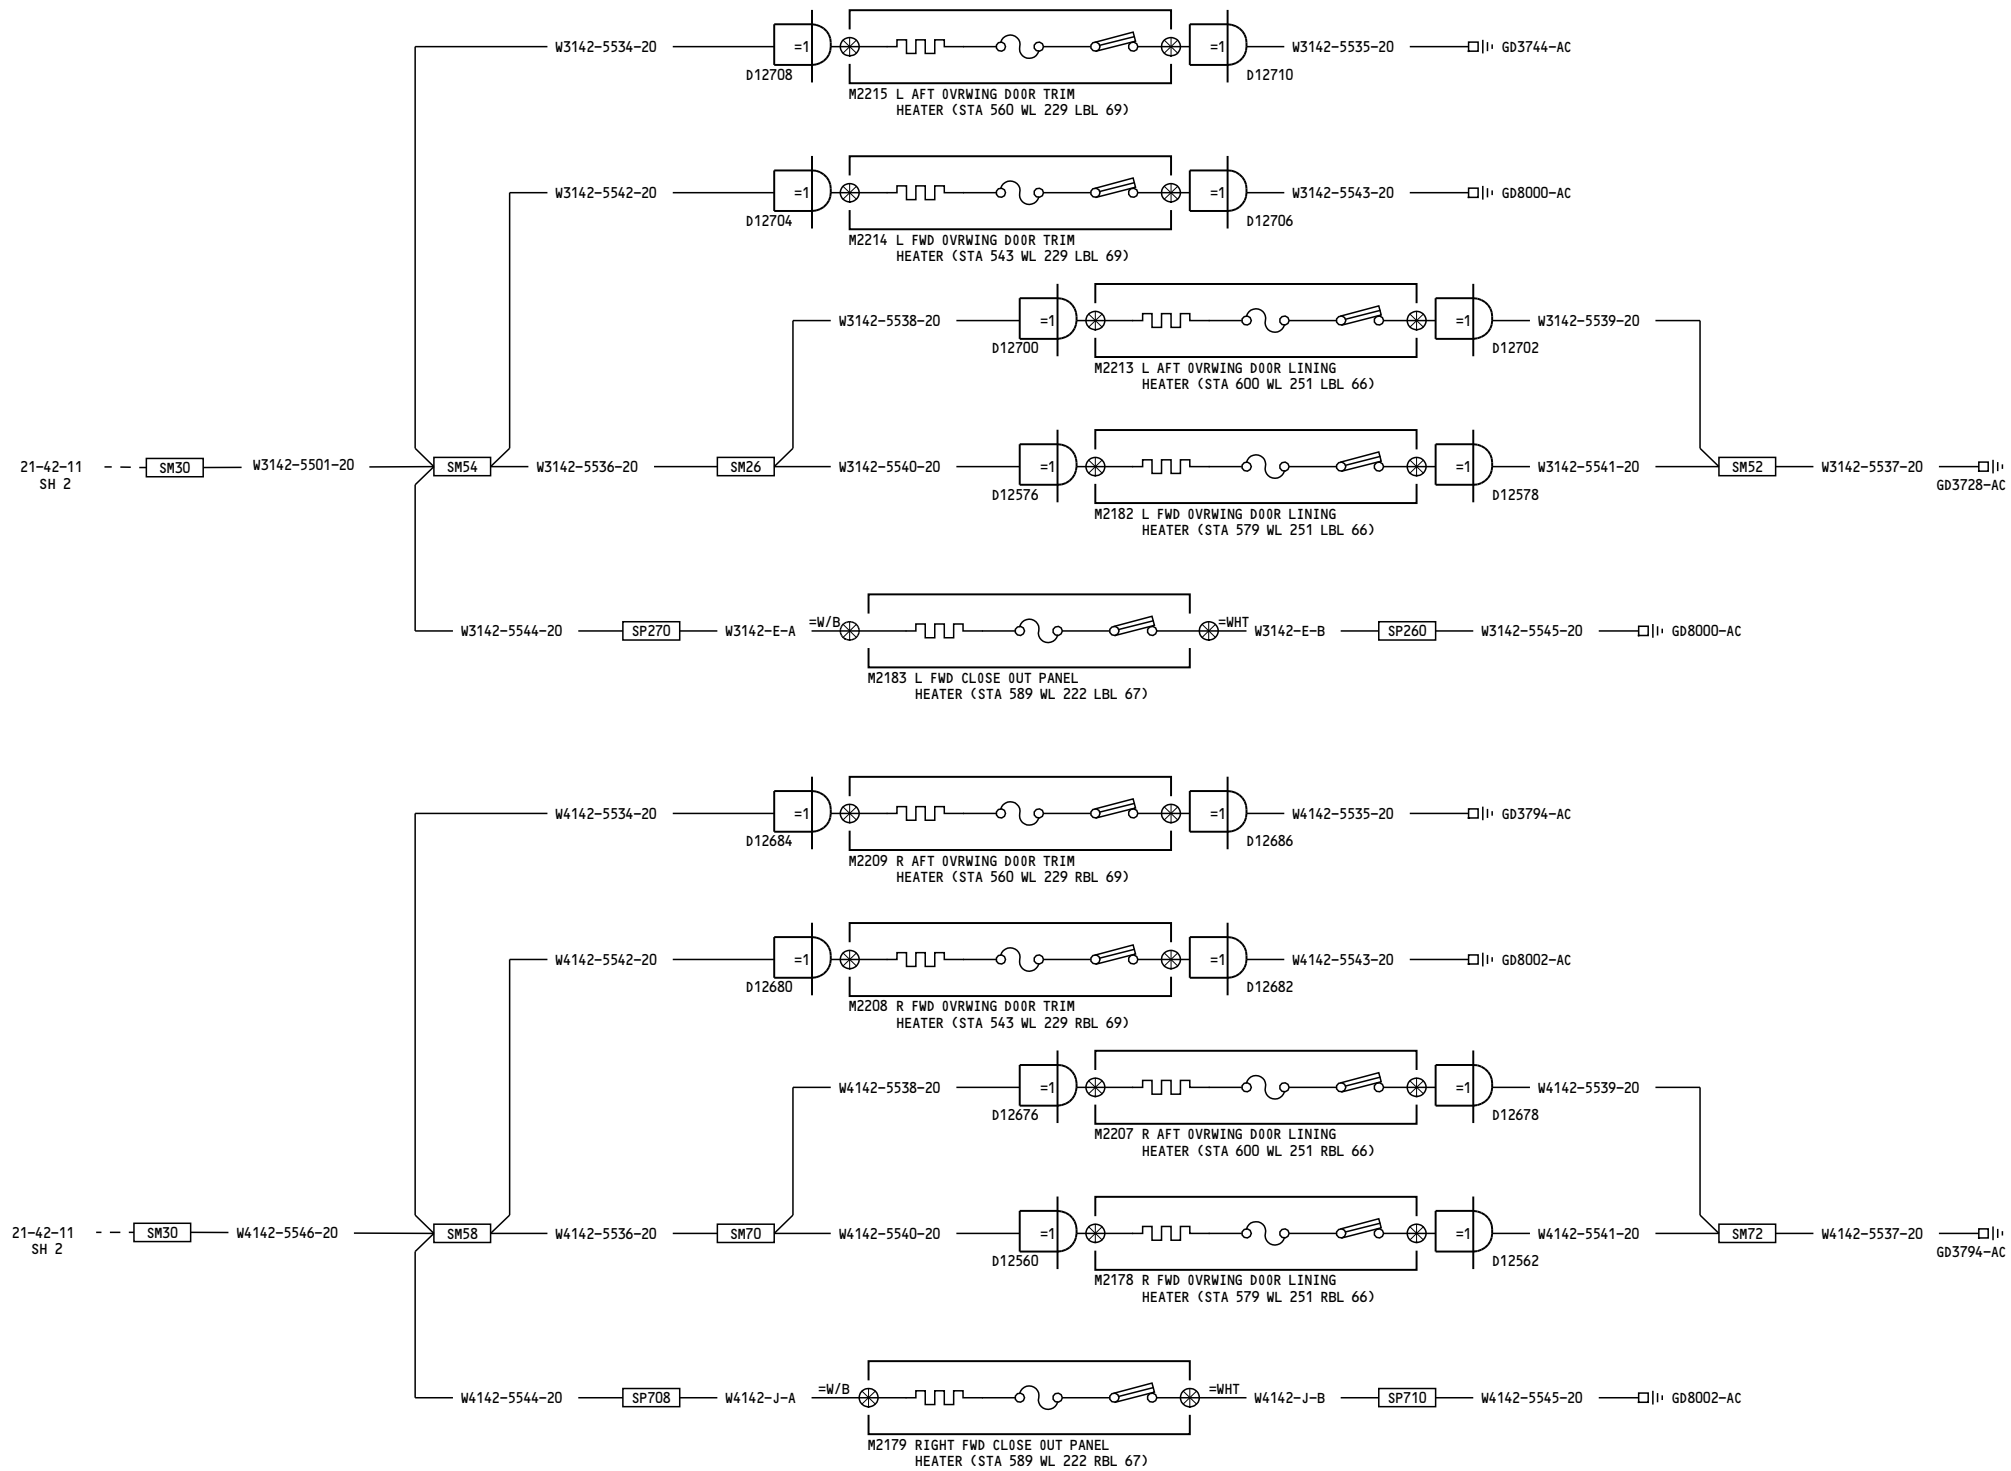 W3142-5534-20 =1 =1 W3142-5535-20 GD3744-AC
D12708 D12710
M2215 L AFT OVRWING DOOR TRIM
HEATER (STA 560 WL 229 LBL 69)
W3142-5542-20 =1 =1 W3142-5543-20 GD8000-AC
D12704 D12706
M2214 L FWD OVRWING DOOR TRIM
HEATER (STA 543 WL 229 LBL 69)
W3142-5538-20 =1 =1 W3142-5539-20
D12700 D12702
M2213 L AFT OVRWING DOOR LINING
HEATER (STA 600 WL 251 LBL 66)
21-42-11 SM30 W3142-5501-20 SM54 W3142-5536-20 SM26 W3142-5540-20 =1 =1 W3142-5541-20 SM52 W3142-5537-20
SH 2 GD3728-AC
D12576 D12578
M2182 L FWD OVRWING DOOR LINING
HEATER (STA 579 WL 251 LBL 66)
W3142-5544-20 SP270 W3142-E-A =W/B =WHT W3142-E-B SP260 W3142-5545-20 GD8000-AC
M2183 L FWD CLOSE OUT PANEL
HEATER (STA 589 WL 222 LBL 67)
W4142-5534-20 =1 =1 W4142-5535-20 GD3794-AC
D12684 D12686
M2209 R AFT OVRWING DOOR TRIM
HEATER (STA 560 WL 229 RBL 69)
W4142-5542-20 =1 =1 W4142-5543-20 GD8002-AC
D12680 D12682
M2208 R FWD OVRWING DOOR TRIM
HEATER (STA 543 WL 229 RBL 69)
W4142-5538-20 =1 =1 W4142-5539-20
D12676 D12678
M2207 R AFT OVRWING DOOR LINING
HEATER (STA 600 WL 251 RBL 66)
21-42-11 SM30 W4142-5546-20 SM58 W4142-5536-20 SM70 W4142-5540-20 =1 =1 W4142-5541-20 SM72 W4142-5537-20
SH 2 GD3794-AC
D12560 D12562
M2178 R FWD OVRWING DOOR LINING
HEATER (STA 579 WL 251 RBL 66)
W4142-5544-20 SP708 W4142-J-A =W/B =WHT W4142-J-B SP710 W4142-5545-20 GD8002-AC
M2179 RIGHT FWD CLOSE OUT PANEL
HEATER (STA 589 WL 222 RBL 67)